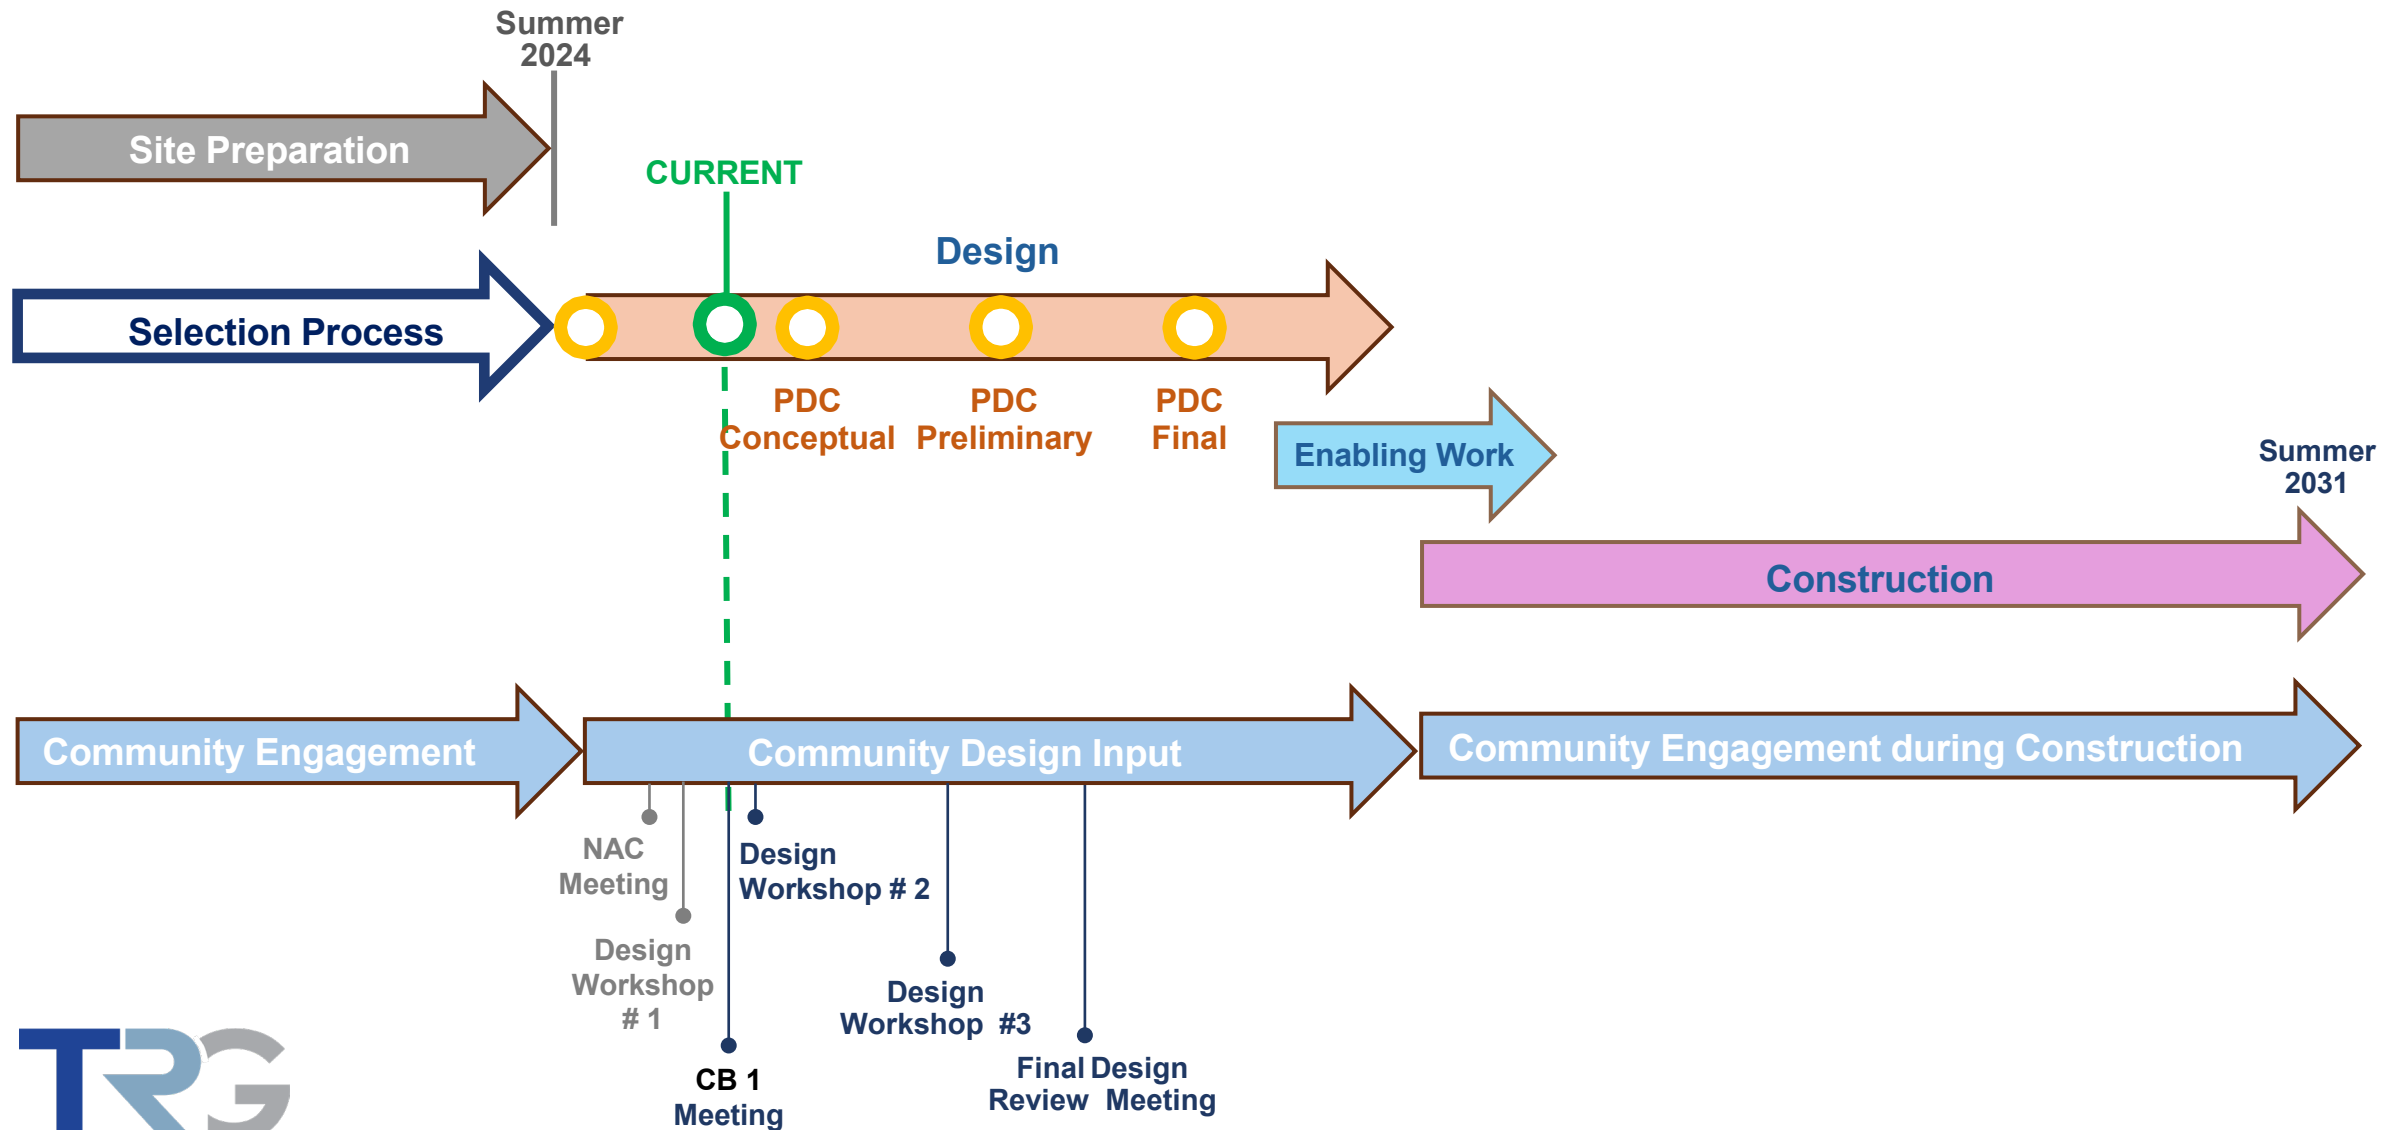 Summer
2024
Site Preparation
CURRENT
Design
Selection Process
PDC
Conceptual
PDC
Preliminary
PDC
Final
Enabling Work
Summer
2031
Construction
Community Engagement
Community Design Input
Community Engagement during Construction
NAC
Meeting
Design
Workshop # 2
Design
Workshop
# 1
Design
Workshop #3
CB 1
Meeting
Final Design
Review Meeting
TRG